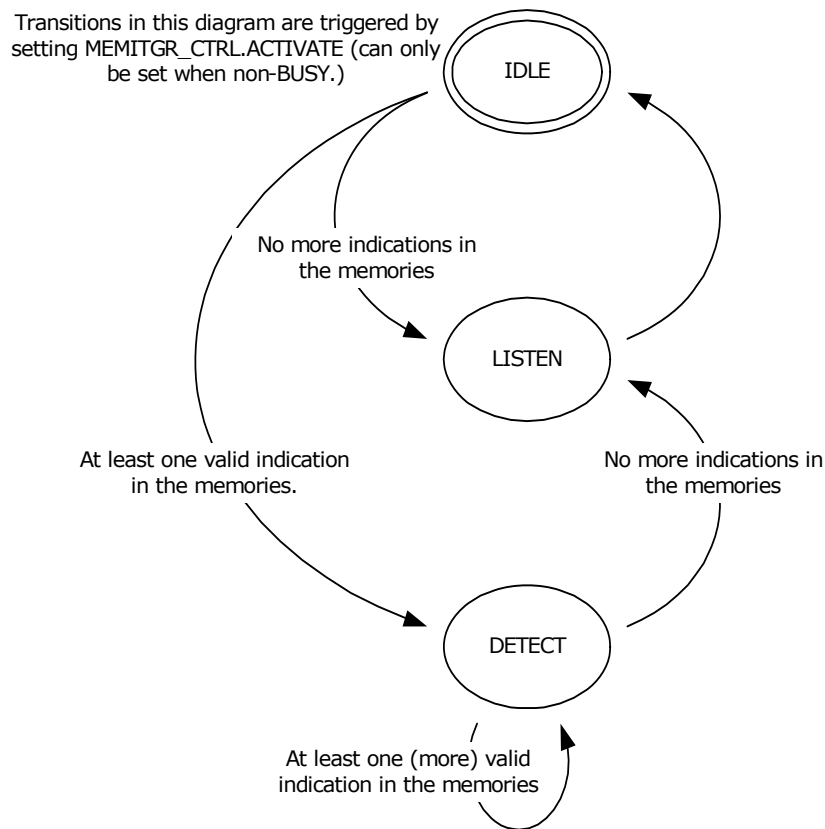 Transitions in this diagram are triggered by
setting MEMITGR_CTRL.ACTIVATE (can only
be set when non-BUSY.)
IDLE
No more indications in
the memories
LISTEN
At least one valid indication
in the memories.
No more indications in
the memories
DETECT
At least one (more) valid
indication in the memories